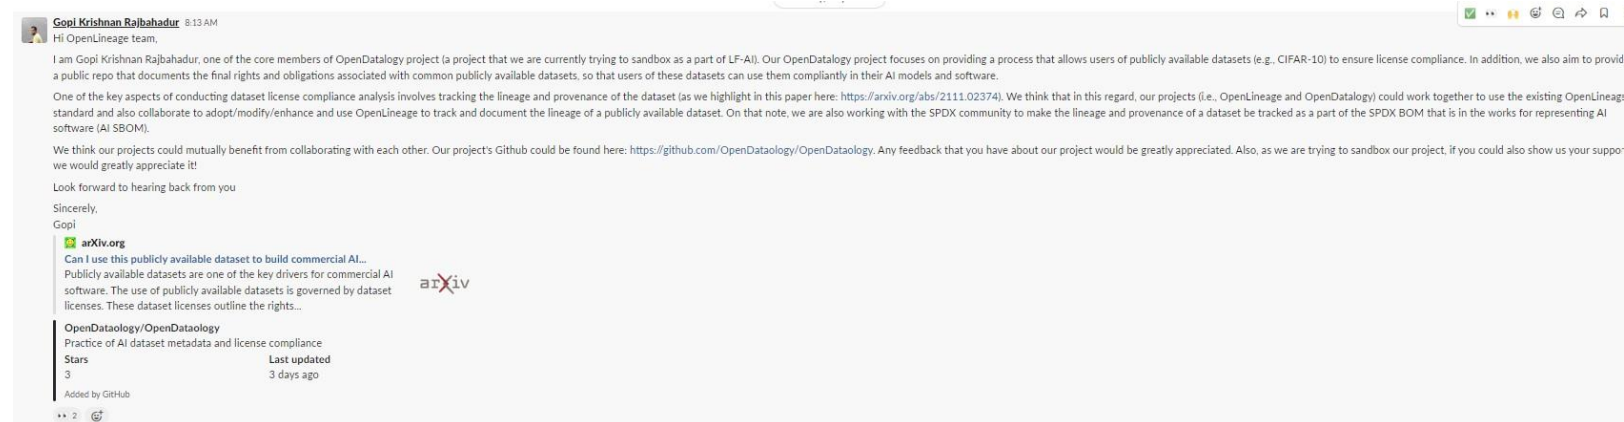 Gopi Krishnan Rajbahadur 8:13 AM
Hi OpenLineage team,
I am Gopi Krishnan Rajbahadur, one of the core members of OpenDatalogy project (a project that we are currently trying to sandbox as a part of LF-AI). Our OpenDatalogy project focuses on providing a process that allows users of publicly available datasets (e.g., CIFAR-10) to ensure license compliance. In addition, we also aim to provid
a public repo that documents the final rights and obligations associated with common publicly available datasets, so that users of these datasets can use them compliantly in their AI models and software.
One of the key aspects of conducting dataset license compliance analysis involves tracking the lineage and provenance of the dataset (as we highlight in this paper here: https://arxiv.org/abs/2111.02374). We think that in this regard, our projects (i.e., OpenLineage and OpenDatalogy) could work together to use the existing OpenLineag
standard and also collaborate to adopt/modify/enhance and use OpenLineage to track and document the lineage of a publicly available dataset. On that note, we are also working with the SPDX community to make the lineage and provenance of a dataset be tracked as a part of the SPDX BOM that is in the works for representing AI
software (AI SBOM).
We think our projects could mutually benefit from collaborating with each other. Our project's Github could be found here: https://github.com/OpenDataology/OpenDataology. Any feedback that you have about our project would be greatly appreciated. Also, as we are trying to sandbox our project, if you could also show us your suppor
we would greatly appreciate it!
Look forward to hearing back from you
Sincerely,
Gopi
arXiv.org
Can I use this publicly available dataset to build commercial AI...
Publicly available datasets are one of the key drivers for commercial AI
software. The use of publicly available datasets is governed by dataset
licenses. These dataset licenses outline the rights...
arXiv
OpenDataology/OpenDataology
Practice of AI dataset metadata and license compliance
Stars Last updated
3 3 days ago
Added by GitHub
2